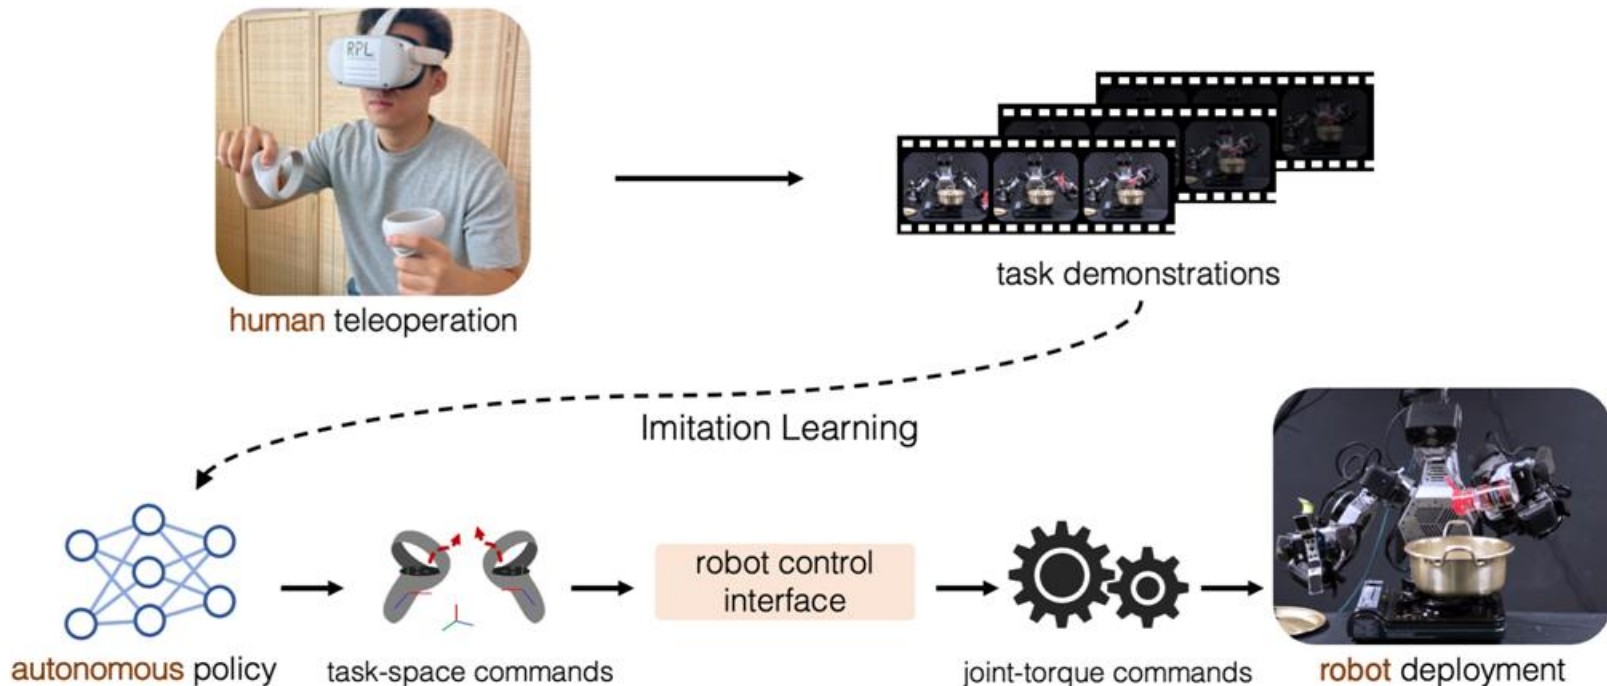 RPL
human teleoperation
task demonstrations
Imitation Learning
robot control
interface
autonomous policy
task-space commands
joint-torque commands
robot deployment